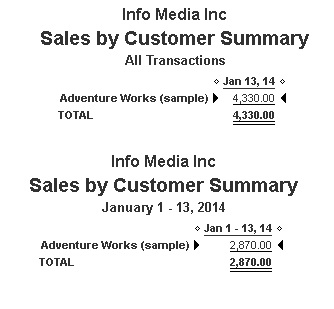 Info Media Inc
Sales by Customer Summary
All Transactions
Jan 13, 14
Adventure Works (sample) 4,330.00
TOTAL 4,330.00
Info Media Inc
Sales by Customer Summary
January 1 - 13, 2014
Jan 1 - 13, 14
Adventure Works (sample) 2,870.00
TOTAL 2,870.00